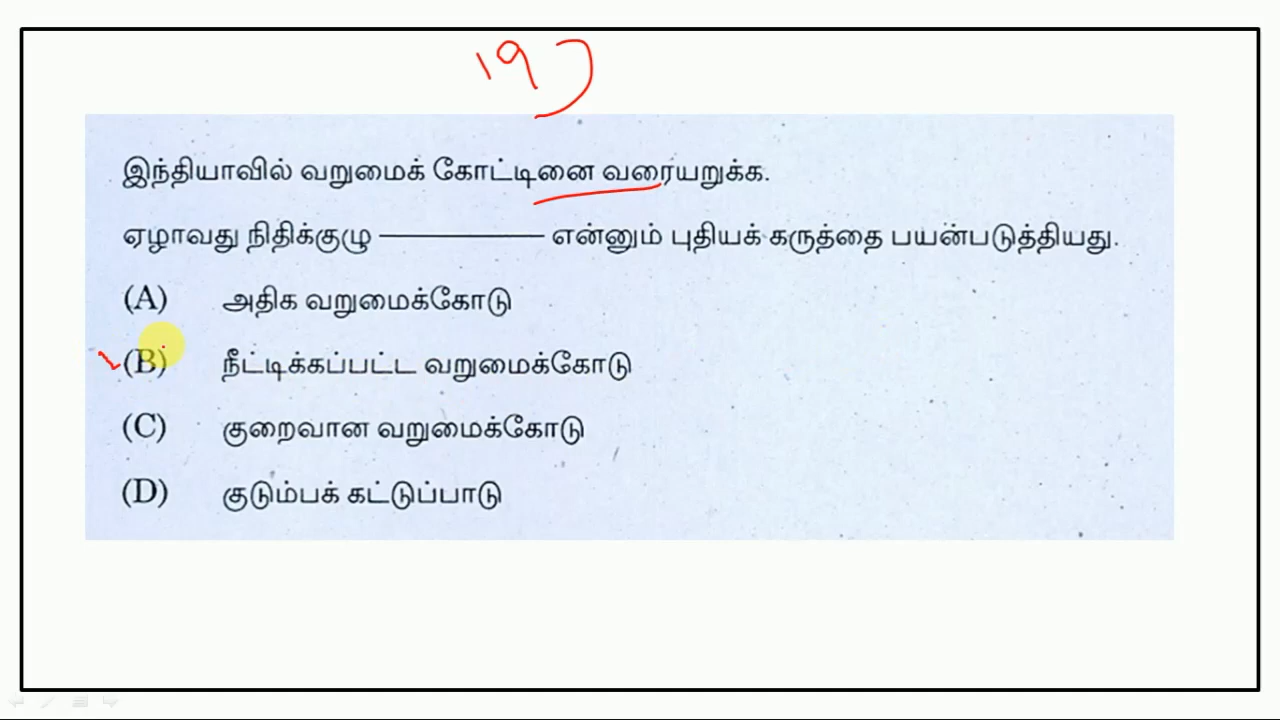 19)
இந்தியாவில் வறுமைக் கோட்டினை வரையறுக்க.
ஏழாவது நிதிக்குழு ————— என்னும் புதியக் கருத்தை பயன்படுத்தியது.
(A) அதிக வறுமைக்கோடு
(B) நீட்டிக்கப்பட்ட வறுமைக்கோடு
(C) குறைவான வறுமைக்கோடு
(D) குடும்பக் கட்டுப்பாடு